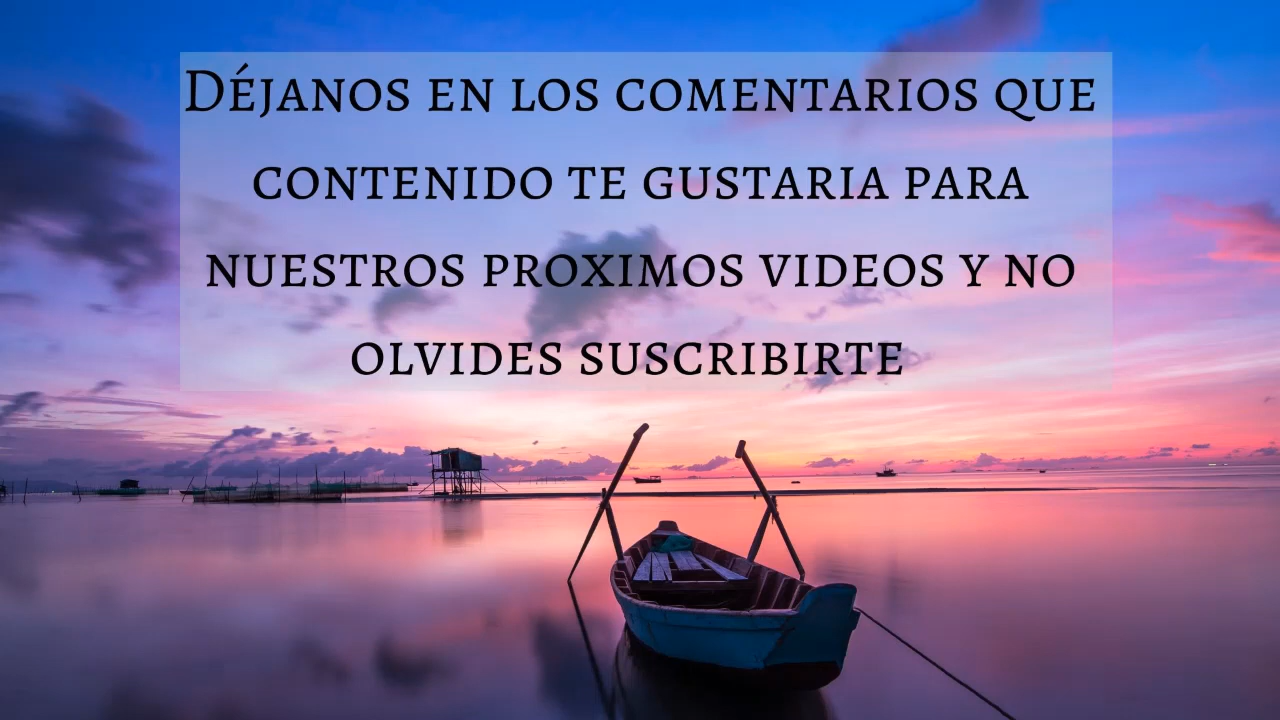 Déjanos en los comentarios que
contenido te gustaria para
nuestros proximos videos y no
olvides suscribirte